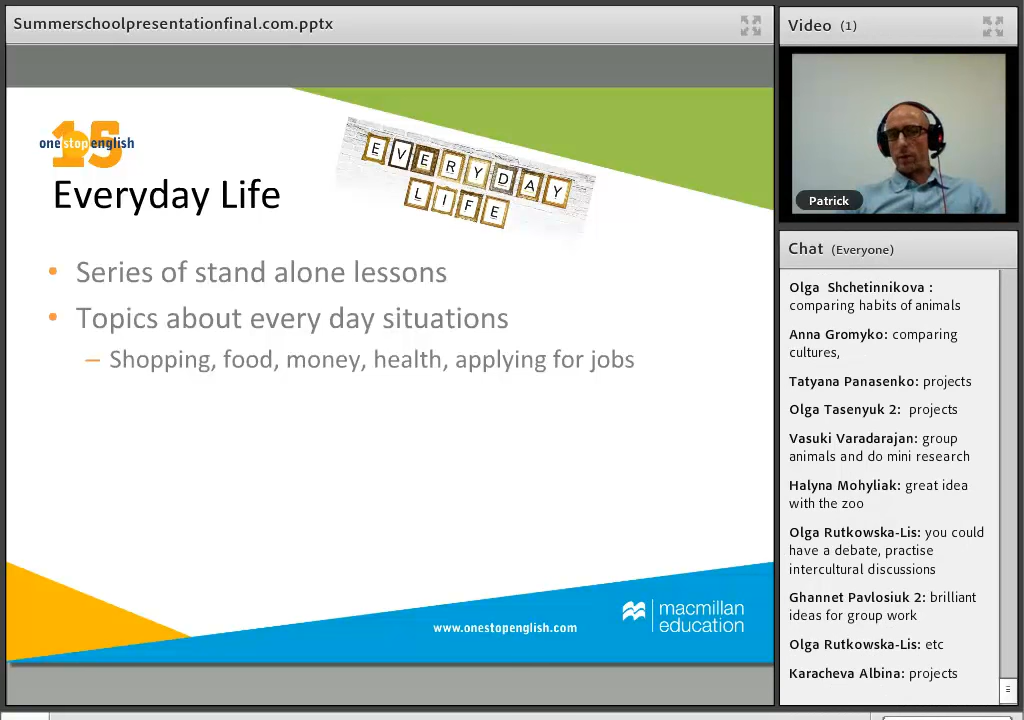 Summerschoolpresentationfinal.com.pptx
15
onestopenglish
EVERYDAY
LIFE
Everyday Life
• Series of stand alone lessons
• Topics about every day situations
– Shopping, food, money, health, applying for jobs
www.onestopenglish.com
macmillan
education
Video (1)
Patrick
Chat (Everyone)
Olga Shchetinnikova :
comparing habits of animals
Anna Gromyko: comparing
cultures,
Tatyana Panasenko: projects
Olga Tasenyuk 2: projects
Vasuki Varadarajan: group
animals and do mini research
Halyna Mohyliak: great idea
with the zoo
Olga Rutkowska-Lis: you could
have a debate, practise
intercultural discussions
Ghannet Pavlosiuk 2: brilliant
ideas for group work
Olga Rutkowska-Lis: etc
Karacheva Albina: projects